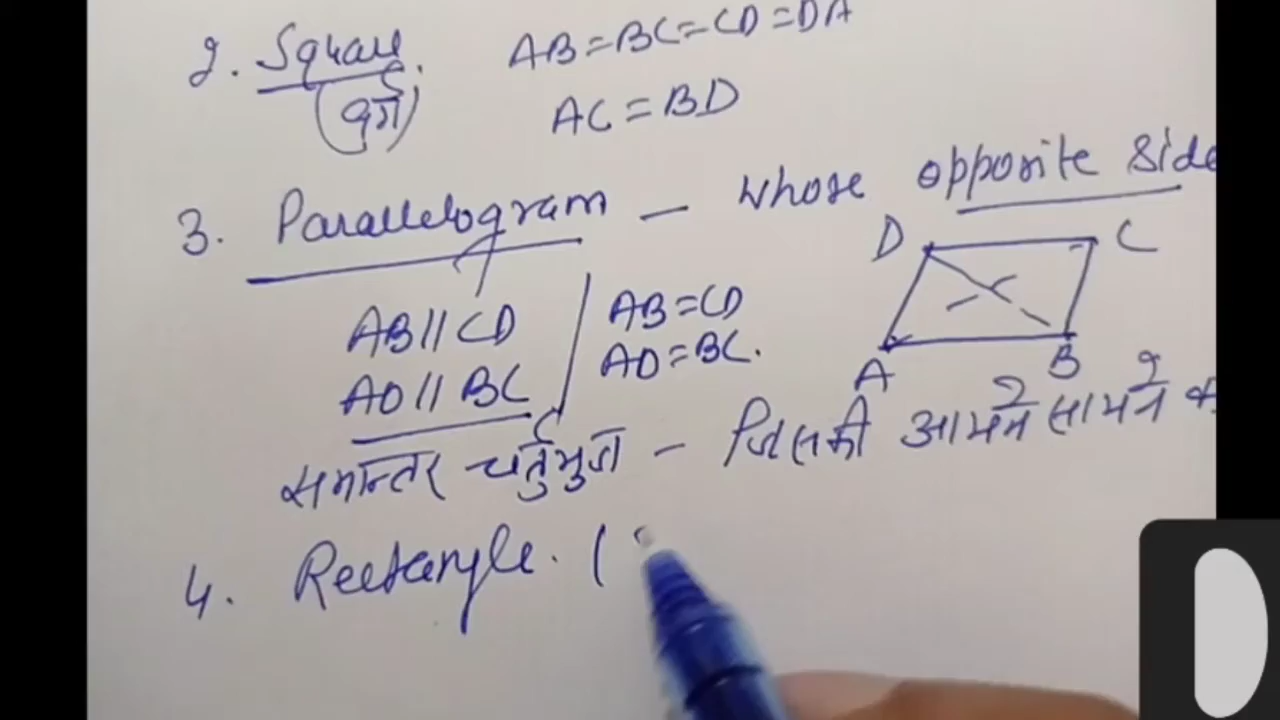 2. Square. AB=BC=CD=DA
(वर्ग) AC=BD
3. Parallelogram — whose opposite side
D C
AB//CD AB=CD
AD//BC AD=BC.
A B
समान्तर चर्तुभुज – जिसकी आमने सामने क
4. Rectangle. (